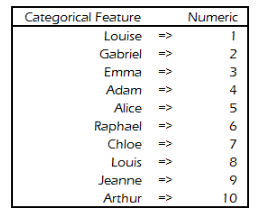 Categorical Feature Numeric
Louise => 1
Gabriel => 2
Emma => 3
Adam => 4
Alice => 5
Raphael => 6
Chloe => 7
Louis => 8
Jeanne => 9
Arthur => 10